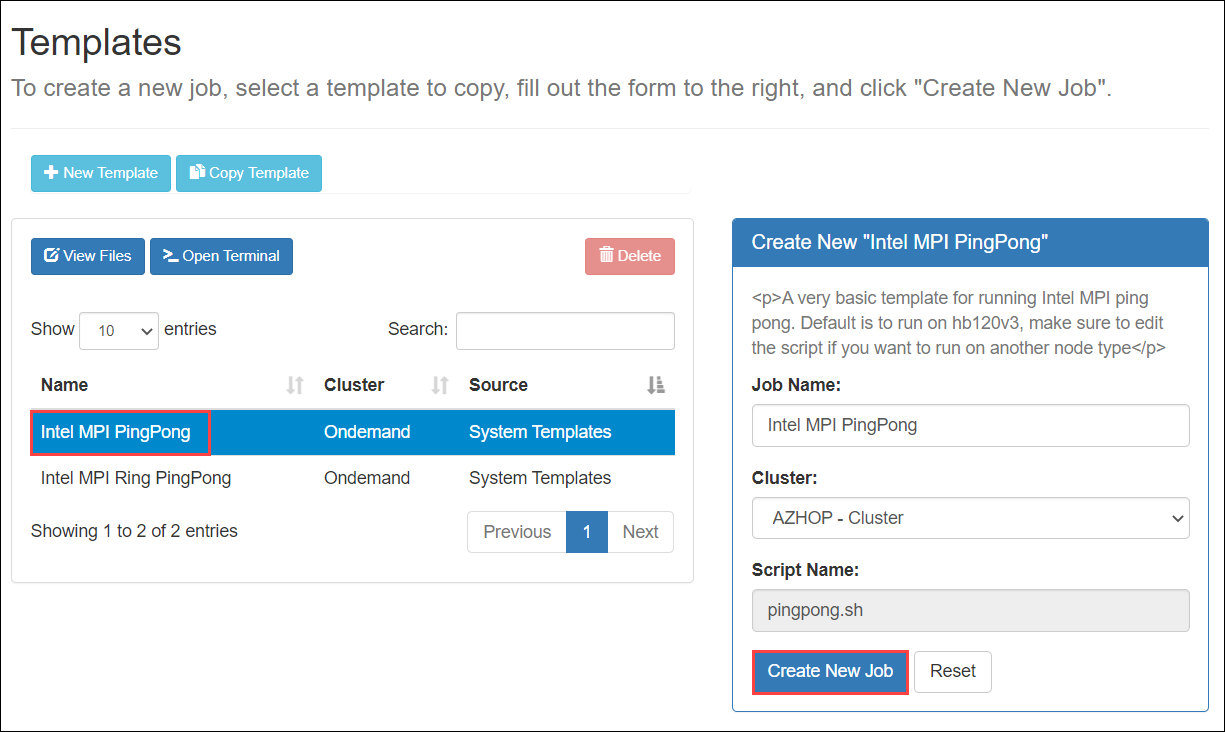 Templates
To create a new job, select a template to copy, fill out the form to the right, and click "Create New Job".
New Template Copy Template
View Files Open Terminal Delete
Show 10 entries Search:
Name Cluster Source
Intel MPI PingPong Ondemand System Templates
Intel MPI Ring PingPong Ondemand System Templates
Showing 1 to 2 of 2 entries Previous 1 Next
Create New "Intel MPI PingPong"
<p>A very basic template for running Intel MPI ping
pong. Default is to run on hb120v3, make sure to edit
the script if you want to run on another node type</p>
Job Name:
Intel MPI PingPong
Cluster:
AZHOP - Cluster
Script Name:
pingpong.sh
Create New Job Reset